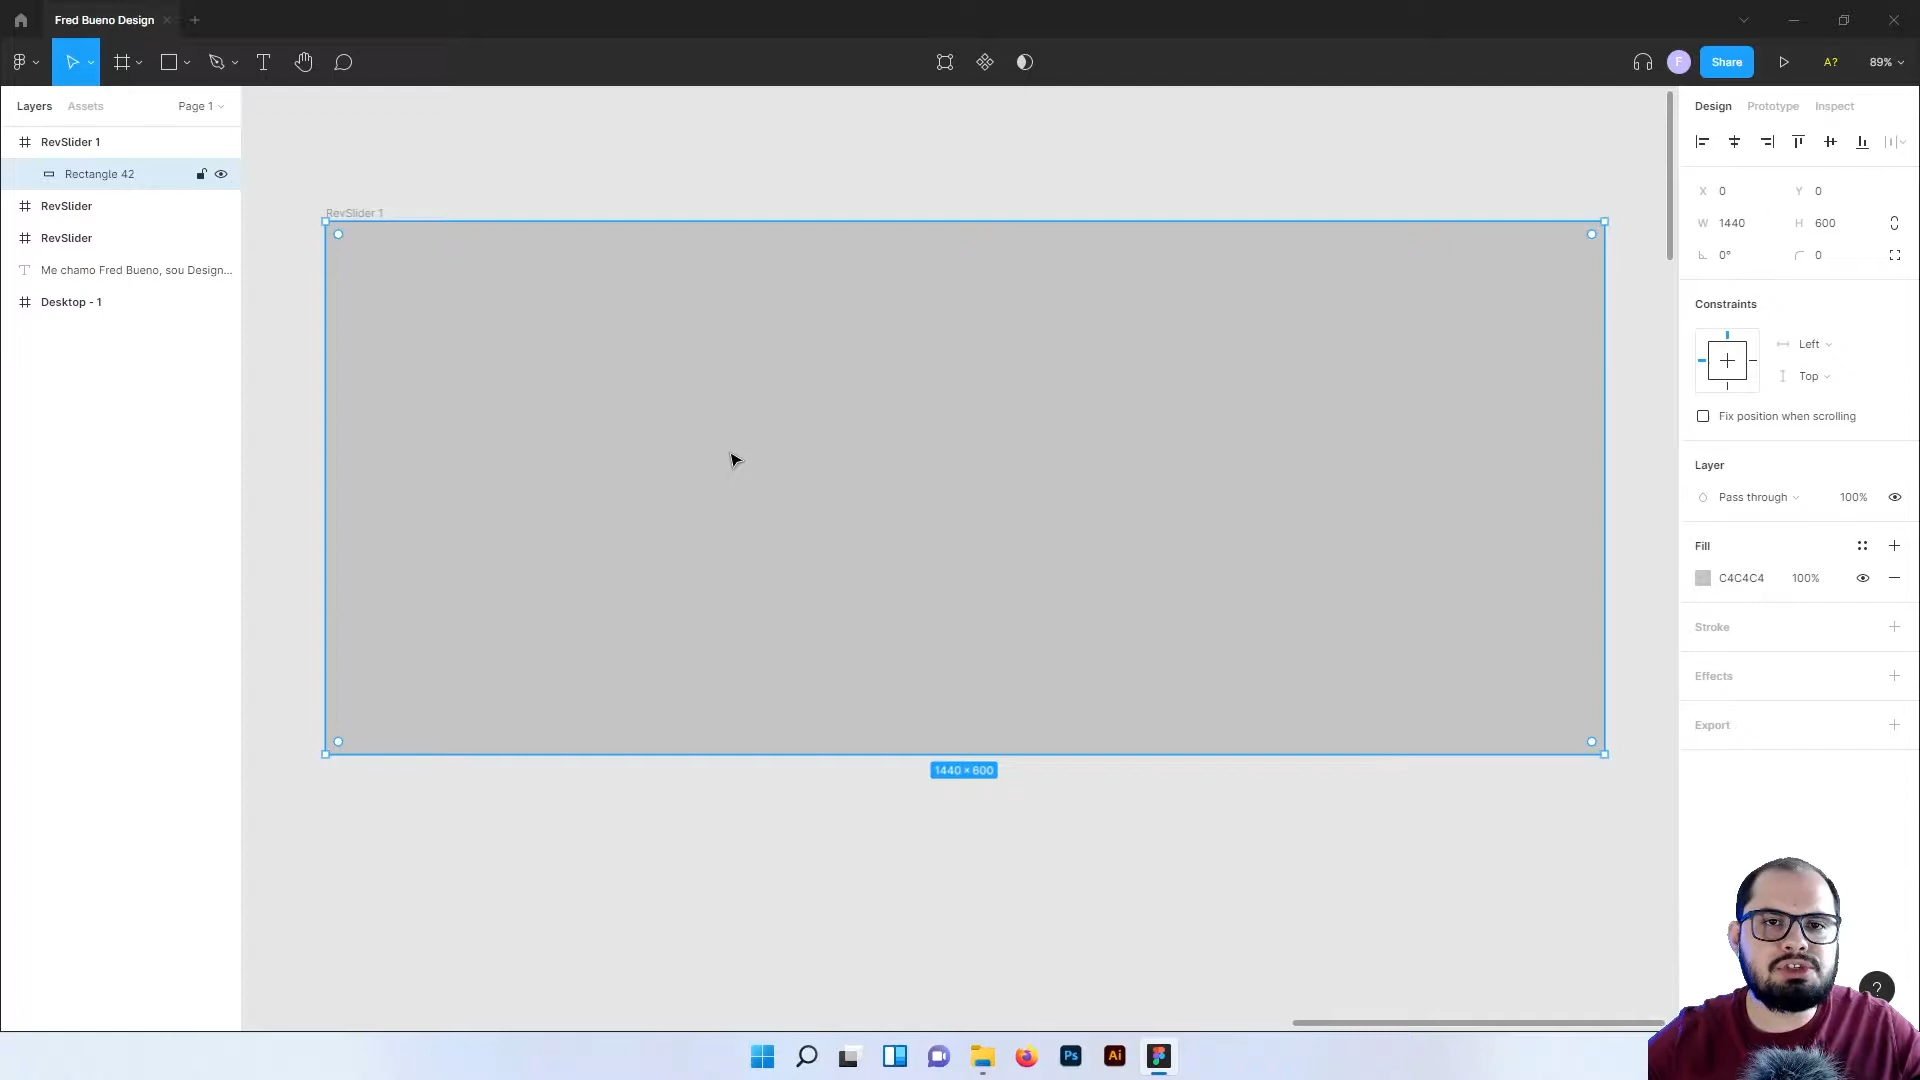 Fred Bueno Design
F
Share
A?
89%
Layers
Assets
Page 1
RevSlider 1
Rectangle 42
RevSlider
RevSlider
Me chamo Fred Bueno, sou Design...
Desktop - 1
RevSlider 1
1440 × 600
Design
Prototype
Inspect
X 0
Y 0
W 1440
H 600
0°
0
Constraints
Left
Top
Fix position when scrolling
Layer
Pass through
100%
Fill
C4C4C4
100%
Stroke
Effects
Export
?
Ps
Ai